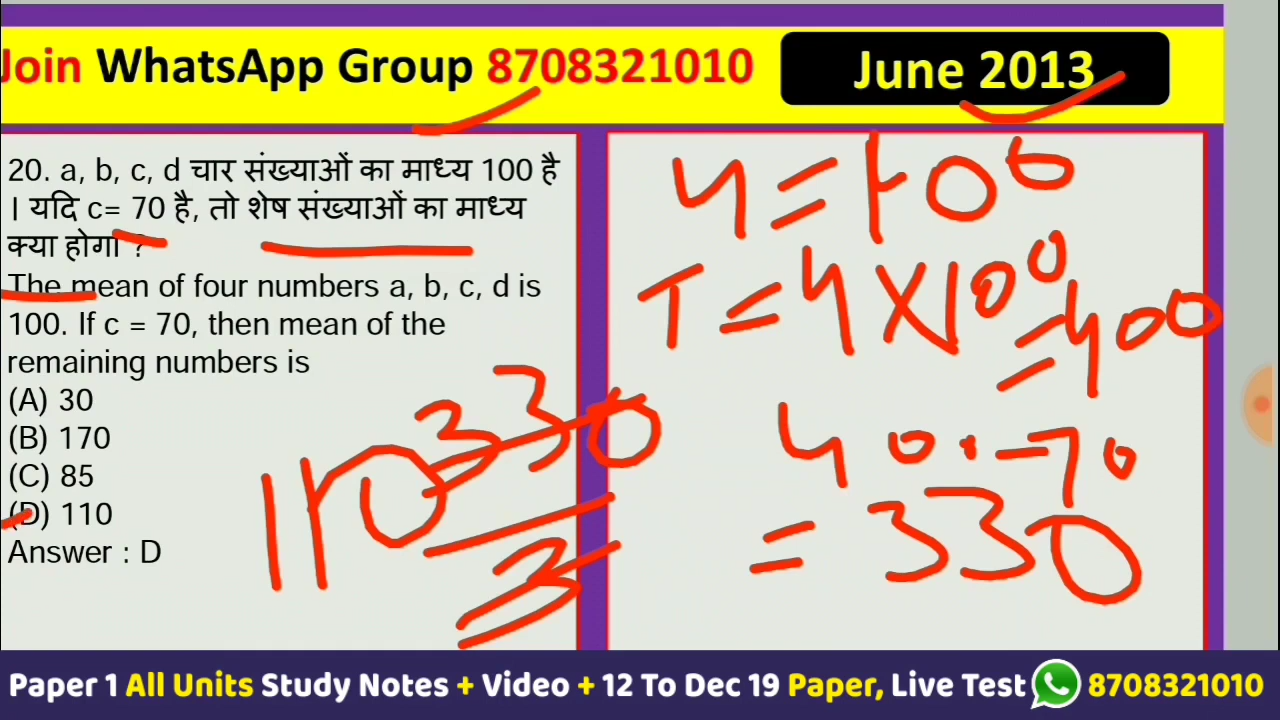 Join WhatsApp Group 8708321010
June 2013
20. a, b, c, d चार संख्याओं का माध्य 100 है
। यदि c= 70 है, तो शेष संख्याओं का माध्य
क्या होगा ?
The mean of four numbers a, b, c, d is
100. If c = 70, then mean of the
remaining numbers is
(A) 30
(B) 170
(C) 85
(D) 110
Answer : D
4 = 100
T = 4 X 100
= 400
400 - 70
= 330
330
3
110
Paper 1 All Units Study Notes + Video + 12 To Dec 19 Paper, Live Test 8708321010